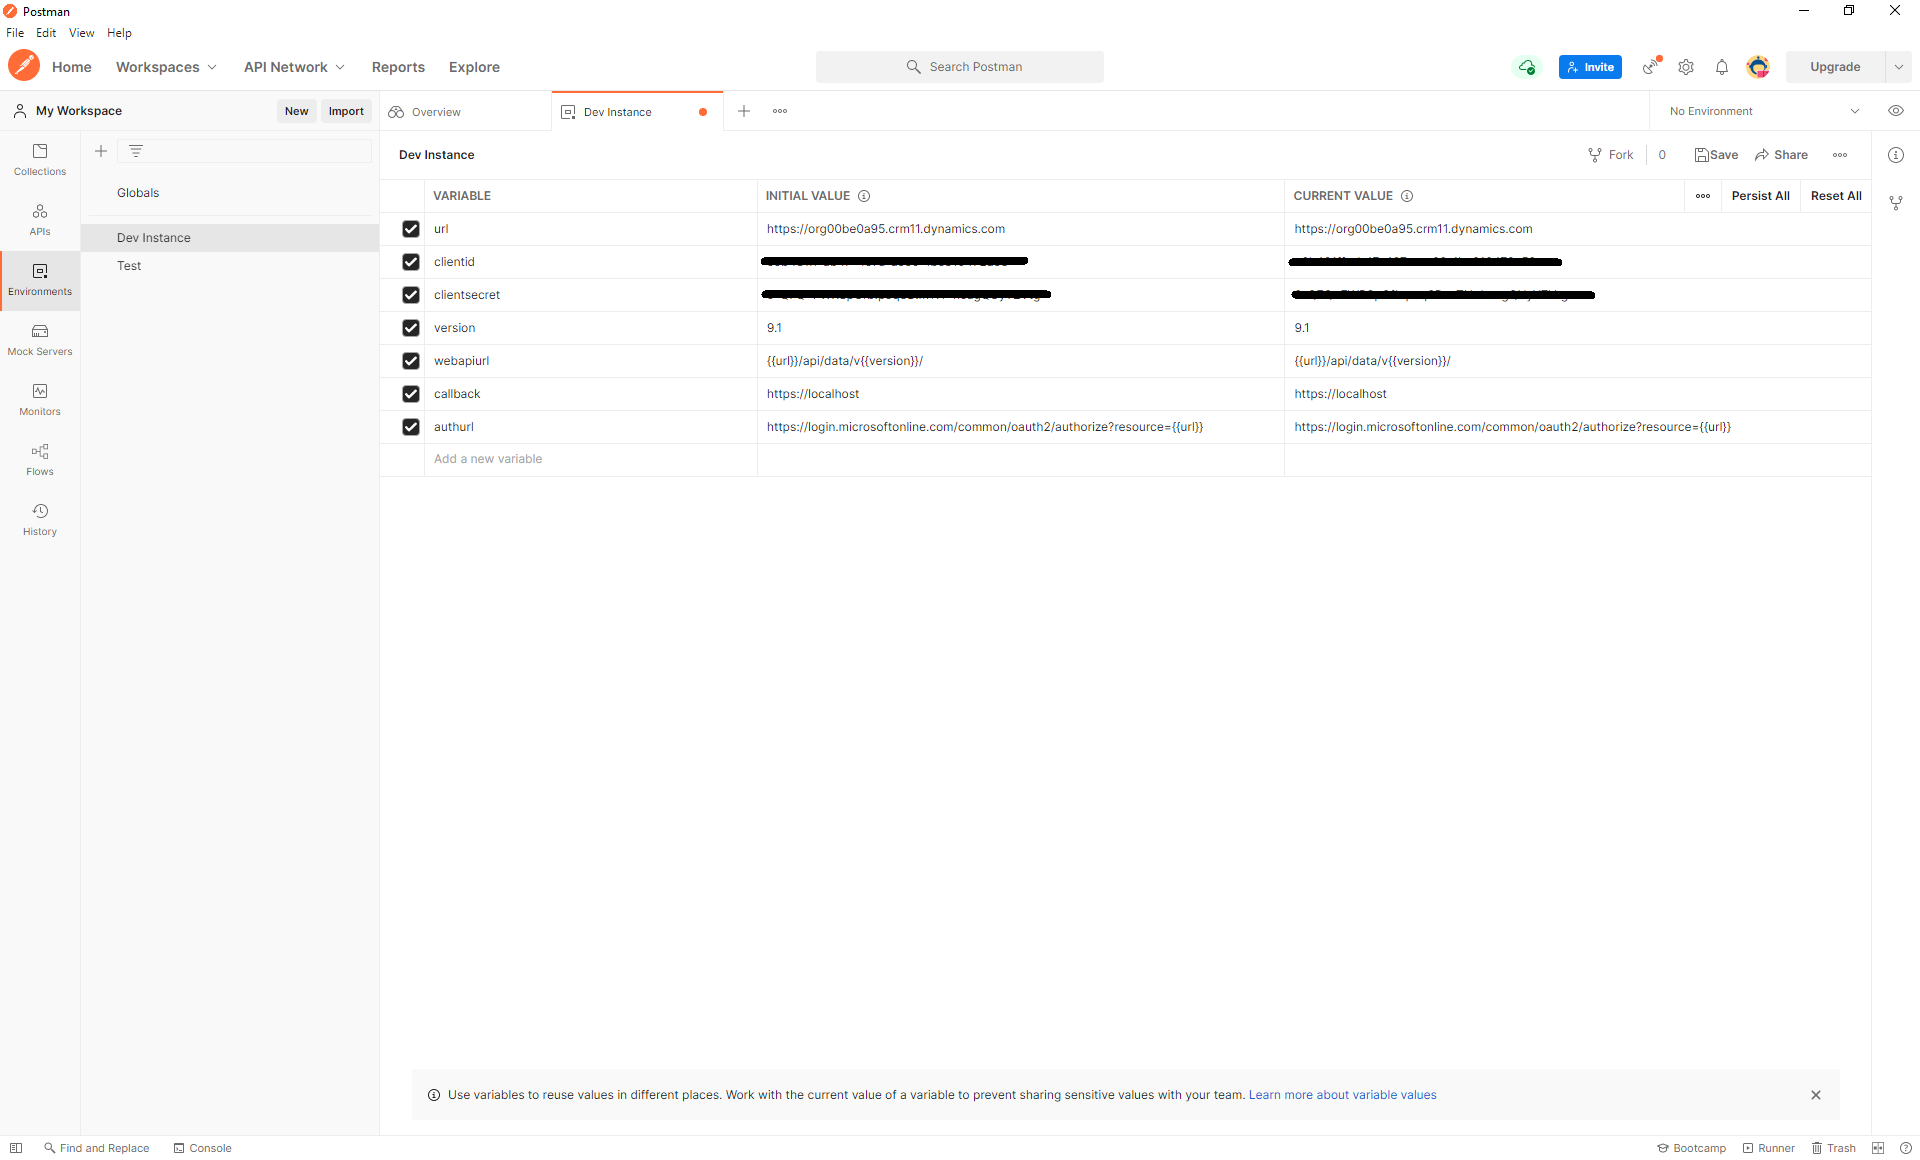 Postman
File Edit View Help
Home Workspaces API Network Reports Explore Search Postman Invite Upgrade
My Workspace New Import Overview Dev Instance No Environment
Collections
APIs
Environments
Mock Servers
Monitors
Flows
History
Globals
Dev Instance
Test
Dev Instance Fork 0 Save Share
VARIABLE INITIAL VALUE CURRENT VALUE Persist All Reset All
url https://org00be0a95.crm11.dynamics.com https://org00be0a95.crm11.dynamics.com
clientid
clientsecret
version 9.1 9.1
webapiurl {{url}}/api/data/v{{version}}/ {{url}}/api/data/v{{version}}/
callback https://localhost https://localhost
authurl https://login.microsoftonline.com/common/oauth2/authorize?resource={{url}} https://login.microsoftonline.com/common/oauth2/authorize?resource={{url}}
Add a new variable
Use variables to reuse values in different places. Work with the current value of a variable to prevent sharing sensitive values with your team. Learn more about variable values
Find and Replace Console Bootcamp Runner Trash